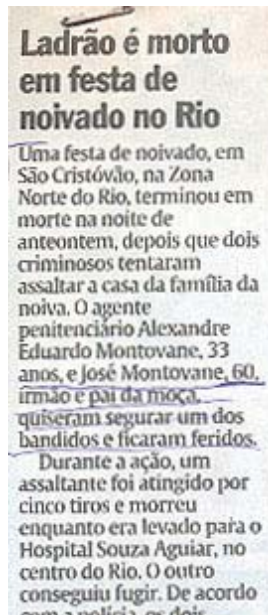 Ladrão é morto
em festa de
noivado no Rio
Uma festa de noivado, em
São Cristóvão, na Zona
Norte do Rio, terminou em
morte na noite de
anteontem, depois que dois
criminosos tentaram
assaltar a casa da família da
noiva. O agente
penitenciário Alexandre
Eduardo Montovane, 33
anos, e José Montovane, 60,
irmão e pai da moça,
quiseram segurar um dos
bandidos e ficaram feridos.
Durante a ação, um
assaltante foi atingido por
cinco tiros e morreu
enquanto era levado para o
Hospital Souza Aguiar, no
centro do Rio. O outro
conseguiu fugir. De acordo
com a polícia, os dois